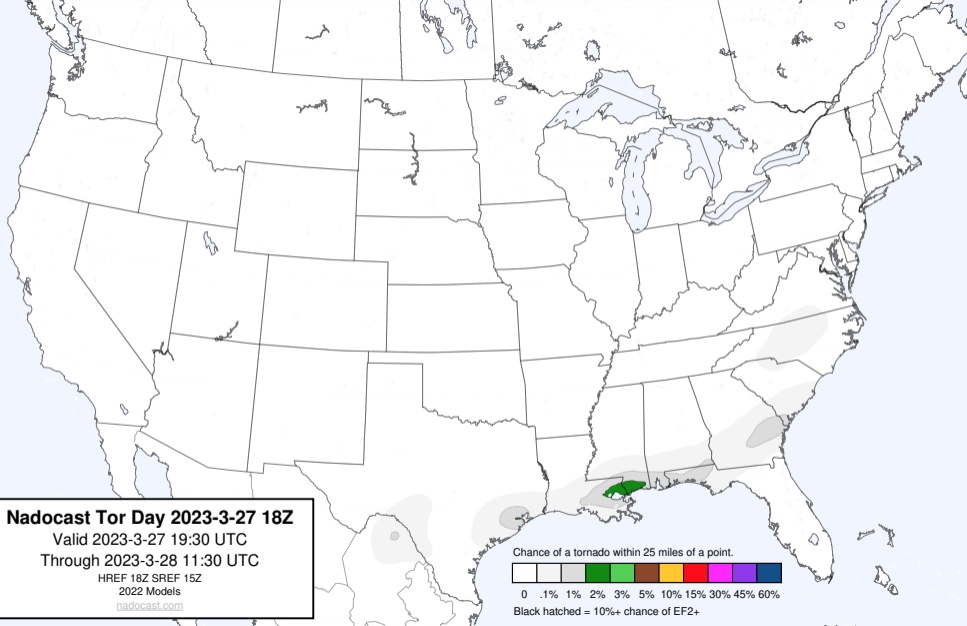 Nadocast Tor Day 2023-3-27 18Z
Valid 2023-3-27 19:30 UTC
Through 2023-3-28 11:30 UTC
HREF 18Z SREF 15Z
2022 Models
nadocast.com
Chance of a tornado within 25 miles of a point.
0 .1% 1% 2% 3% 5% 10% 15% 30% 45% 60%
Black hatched = 10%+ chance of EF2+